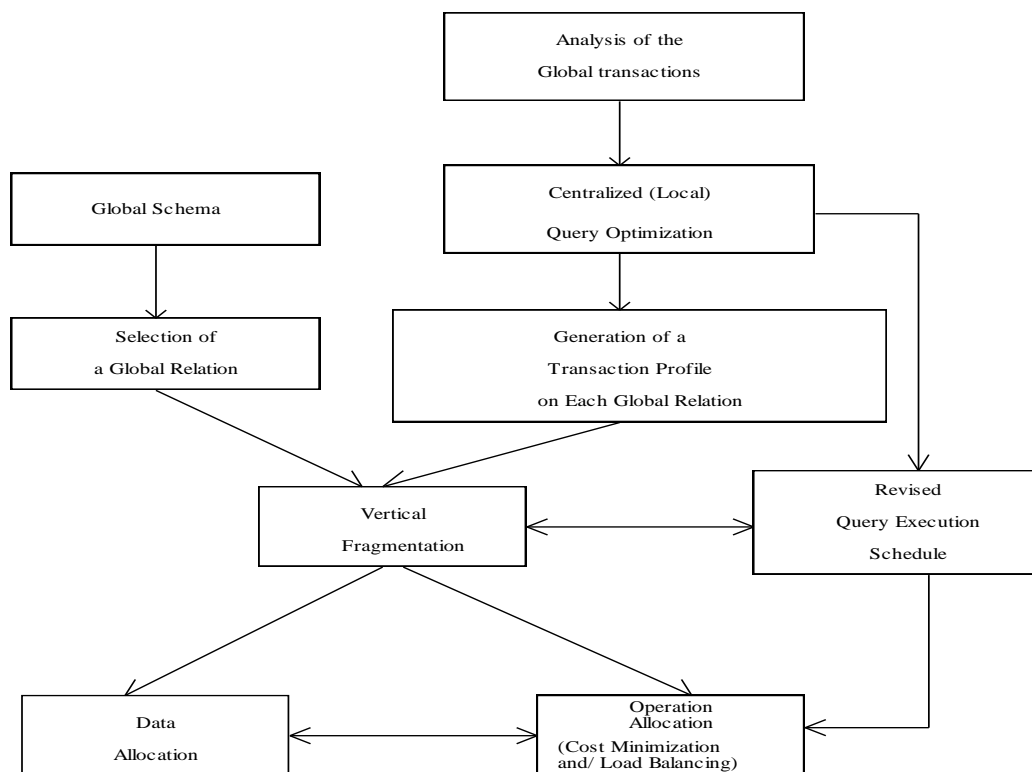 Analysis of the
Global transactions
Global Schema
Centralized (Local)
Query Optimization
Selection of
a Global Relation
Generation of a
Transaction Profile
on Each Global Relation
Vertical
Fragmentation
Revised
Query Execution
Schedule
Data
Allocation
Operation
Allocation
(Cost Minimization
and/ Load Balancing)